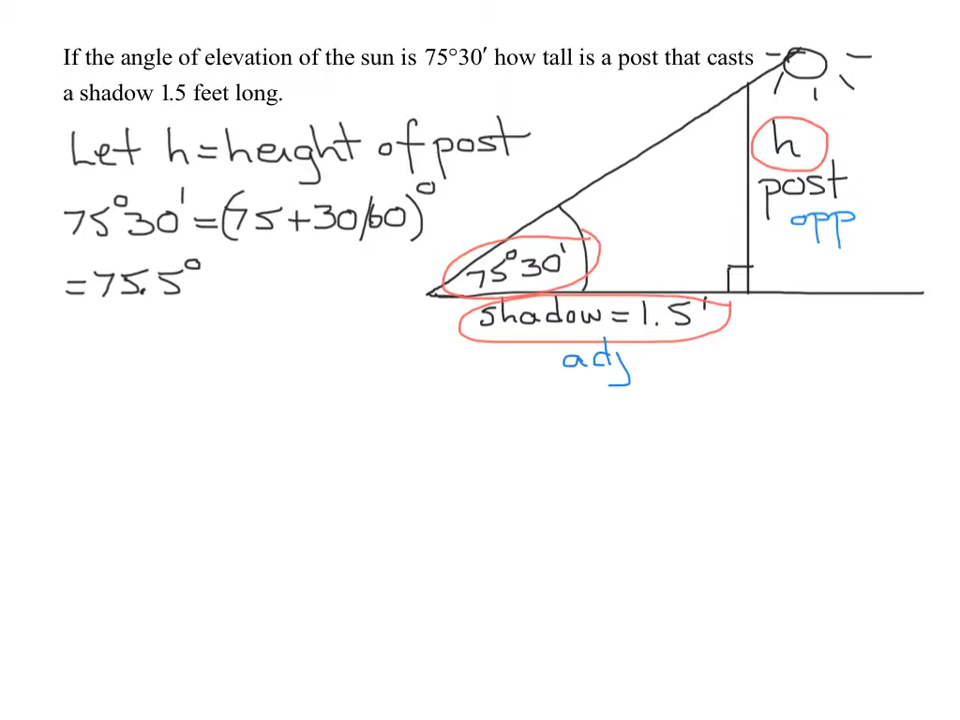 If the angle of elevation of the sun is 75°30′ how tall is a post that casts
a shadow 1.5 feet long.
Let h = height of post
75°30' = (75 + 30/60)°
= 75.5°
h
post
opp
75°30'
shadow = 1.5'
adj